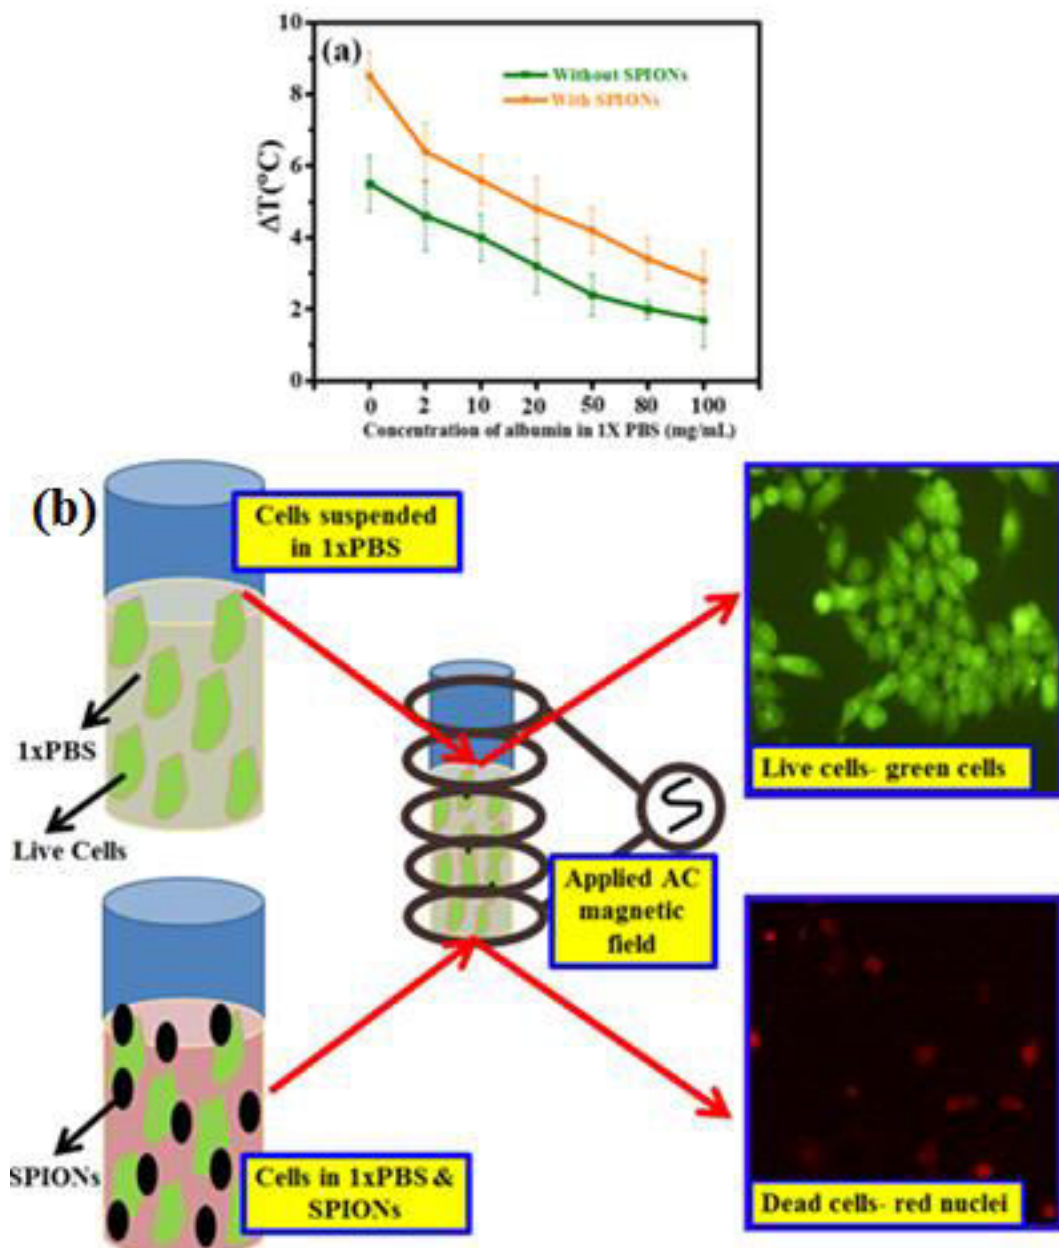 10
(a)
Without SPIONs
With SPIONs
8
6
4
2
0
ΔT(°C)
0 2 10 20 50 80 100
Concentration of albumin in 1X PBS (mg/mL)
(b)
Cells suspended
in 1xPBS
1xPBS
Live Cells
Live cells- green cells
Applied AC
magnetic
field
SPIONs
Cells in 1xPBS &
SPIONs
Dead cells- red nuclei